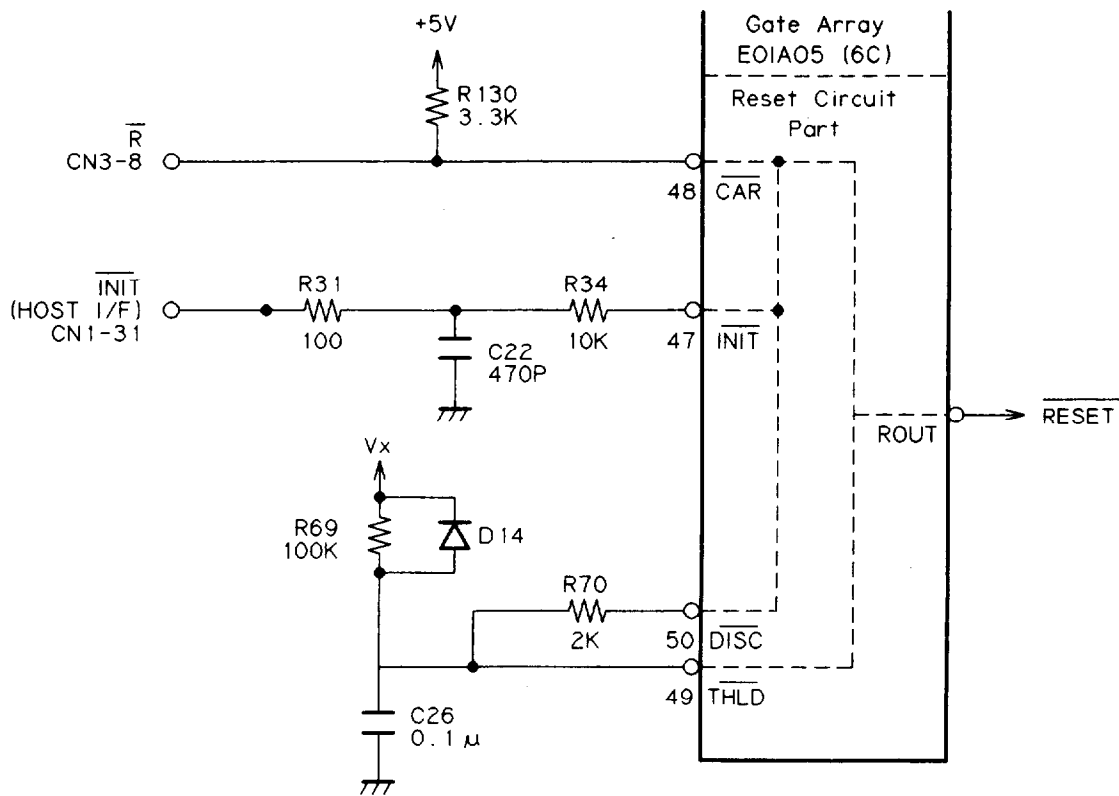 +5V
Gate Array
E01A05 (6C)
R130
3.3K
Reset Circuit
Part
R
CN3-8
48
CAR
INIT
(HOST I/F)
CN1-31
R31
100
R34
10K
47
INIT
C22
470P
ROUT
RESET
Vx
R69
100K
D14
R70
2K
50
DISC
49
THLD
C26
0.1μ